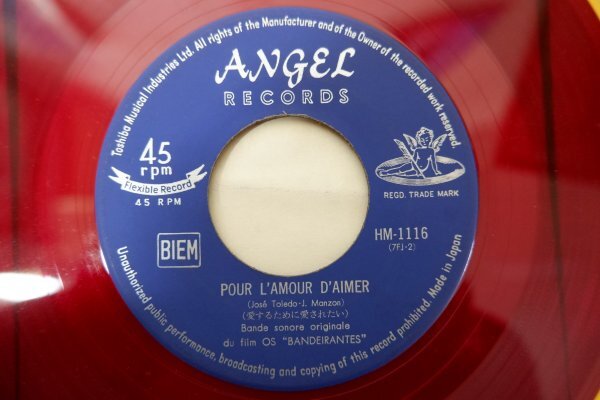 Toshiba Musical Industries Ltd. All rights of the Manufacturer and of the Owner of the recorded work reserved.
ANGEL
RECORDS
45
rpm
Flexible Record
45 RPM
REGD. TRADE MARK
BIEM
HM-1116
(7FJ-2)
POUR L'AMOUR D'AIMER
(José Toledo-J. Manzon)
(愛するために愛されたい)
Bande sonore originale
du film OS "BANDEIRANTES"
Unauthorized public performance, broadcasting and copying of this record prohibited. Made in Japan